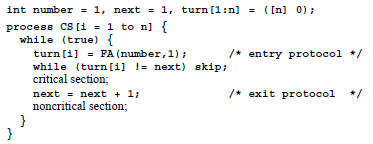 int number = 1, next = 1, turn[1:n] = ([n] 0);
process CS[i = 1 to n] {
while (true) {
turn[i] = FA(number,1); /* entry protocol */
while (turn[i] != next) skip;
critical section;
next = next + 1; /* exit protocol */
noncritical section;
}
}